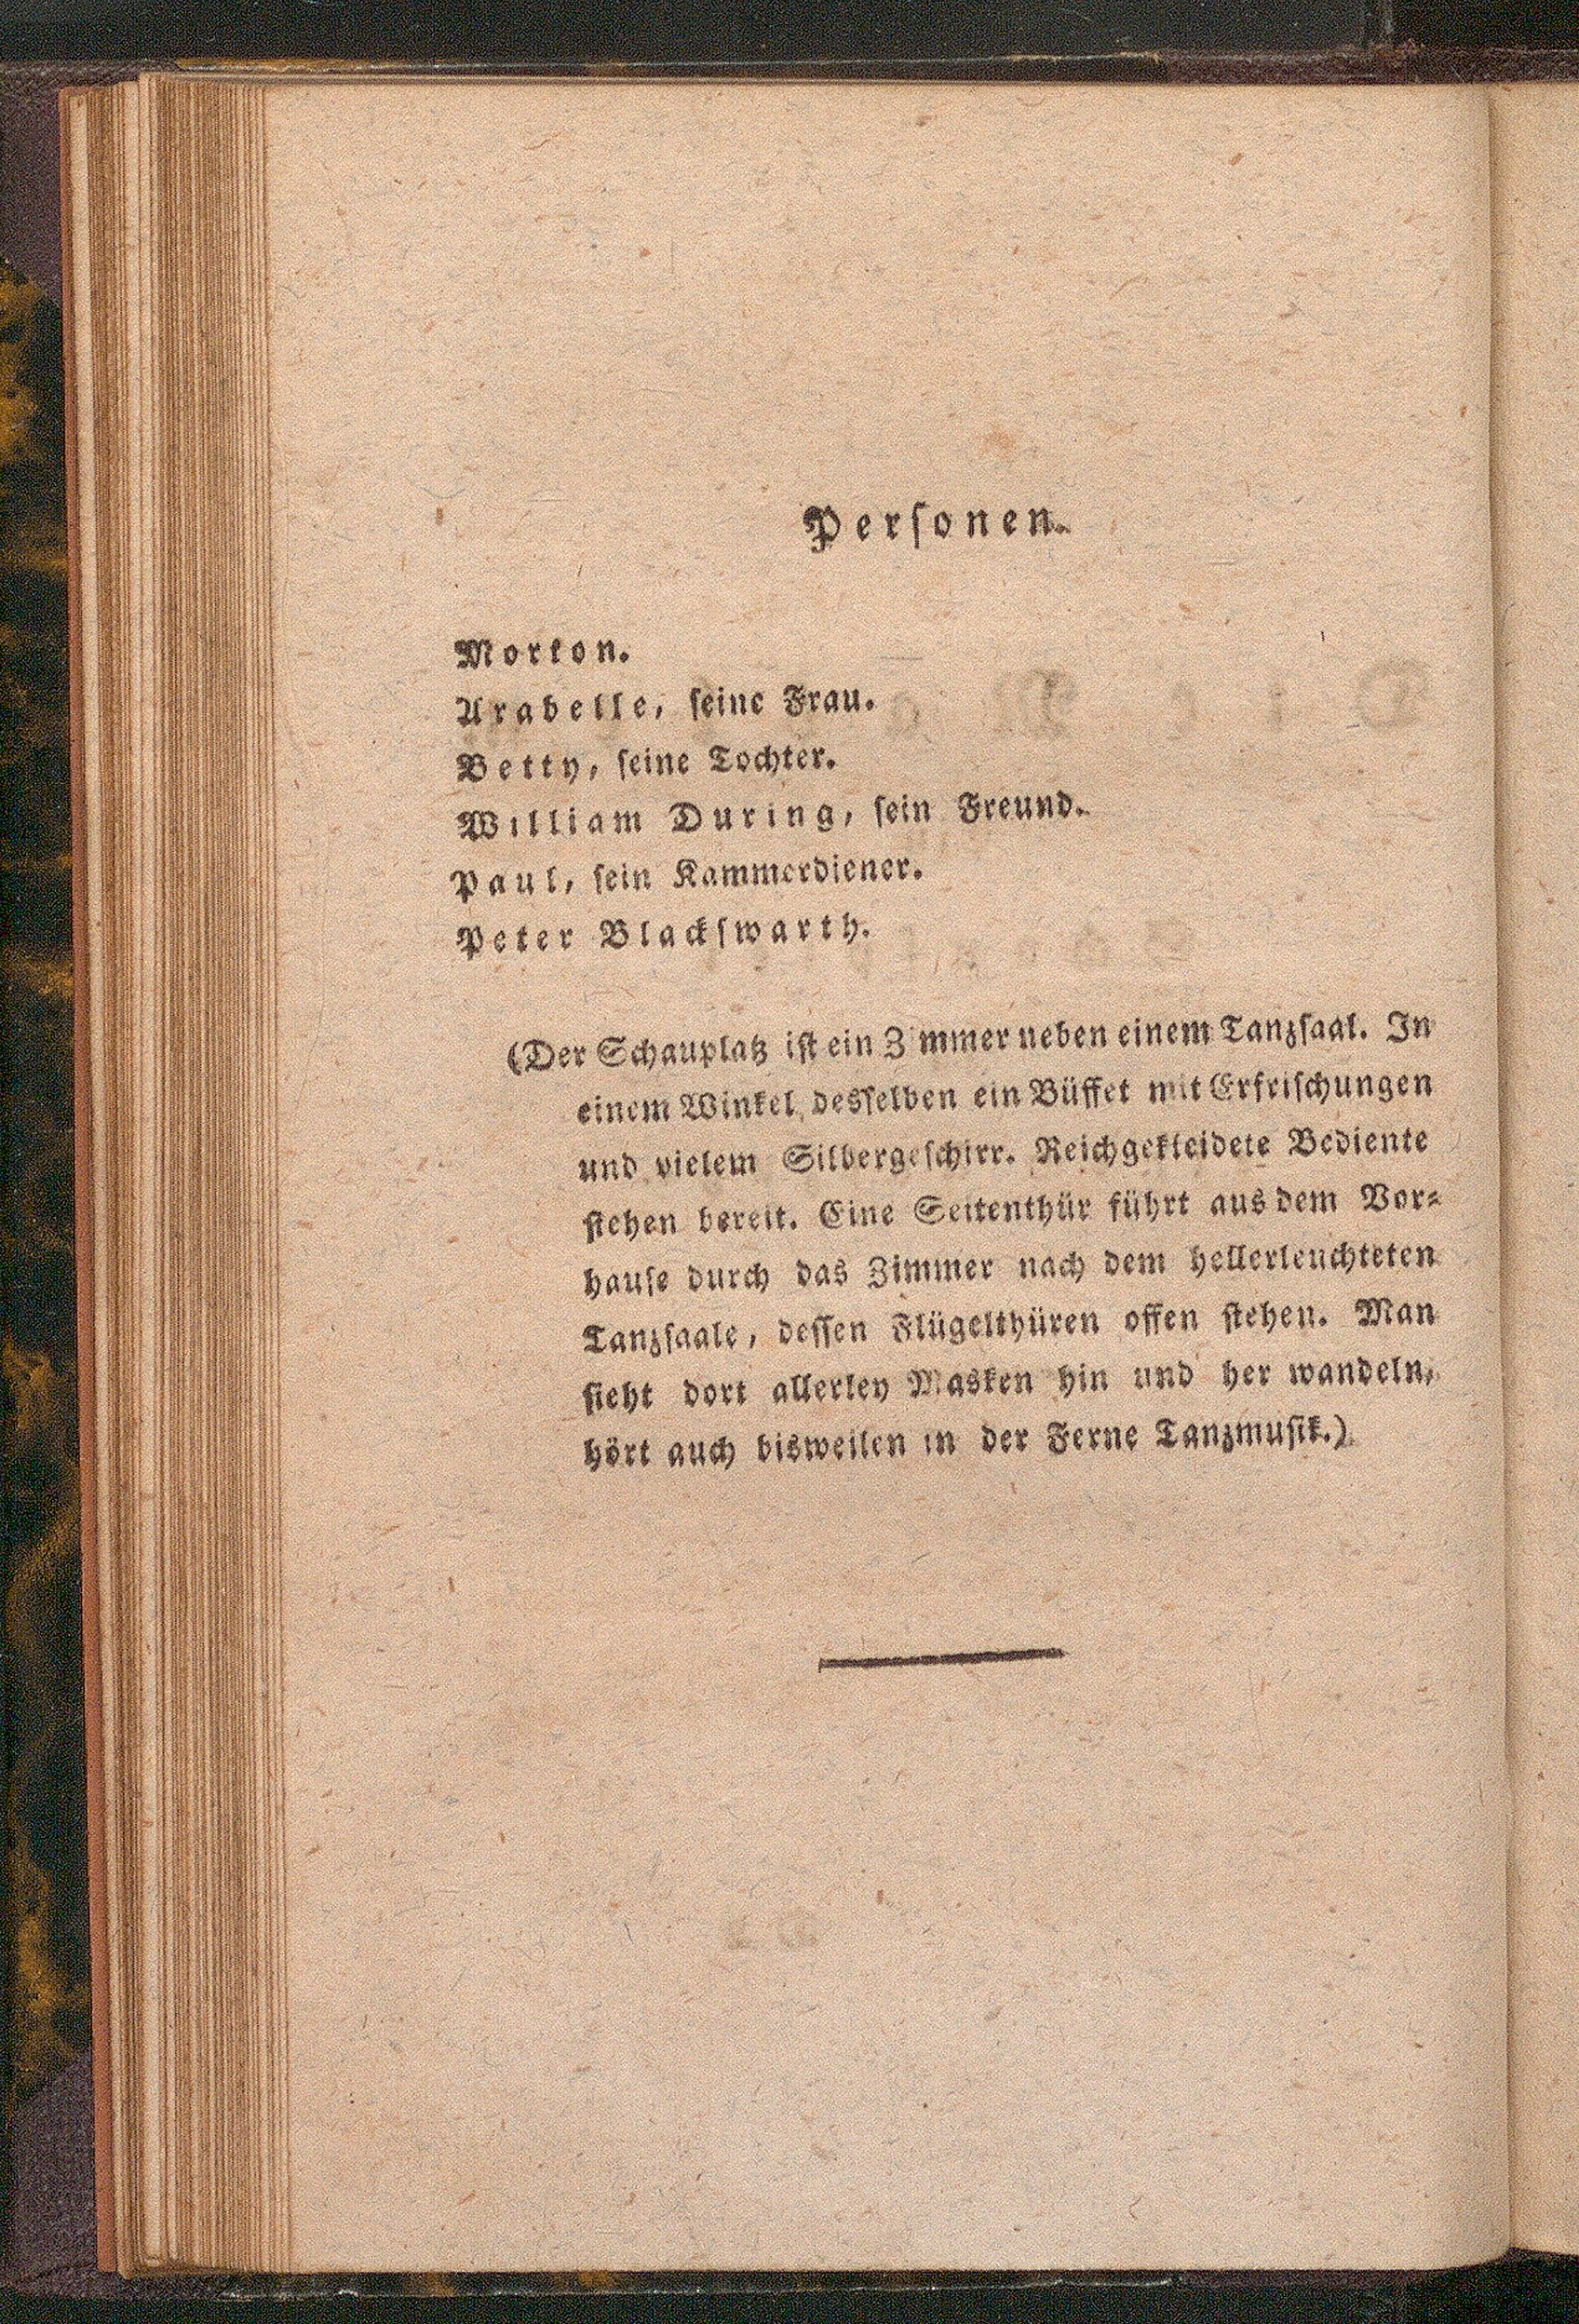 Personen.
Morton.
Arabelle, seine Frau.
Betty, seine Tochter.
William During, sein Freund.
Paul, sein Kammerdiener.
Peter Blackswarth.
(Der Schauplatz ist ein Zimmer neben einem Tanzsaal. In
einem Winkel desselben ein Büffet mit Erfrischungen
und vielem Silbergeschirr. Reichgekleidete Bediente
stehen bereit. Eine Seitenthür führt aus dem Vor-
hause durch das Zimmer nach dem hellerleuchteten
Tanzsaale, dessen Flügelthüren offen stehen. Man
sieht dort allerley Masken hin und her wandeln,
hört auch bisweilen in der Ferne Tanzmusik.)